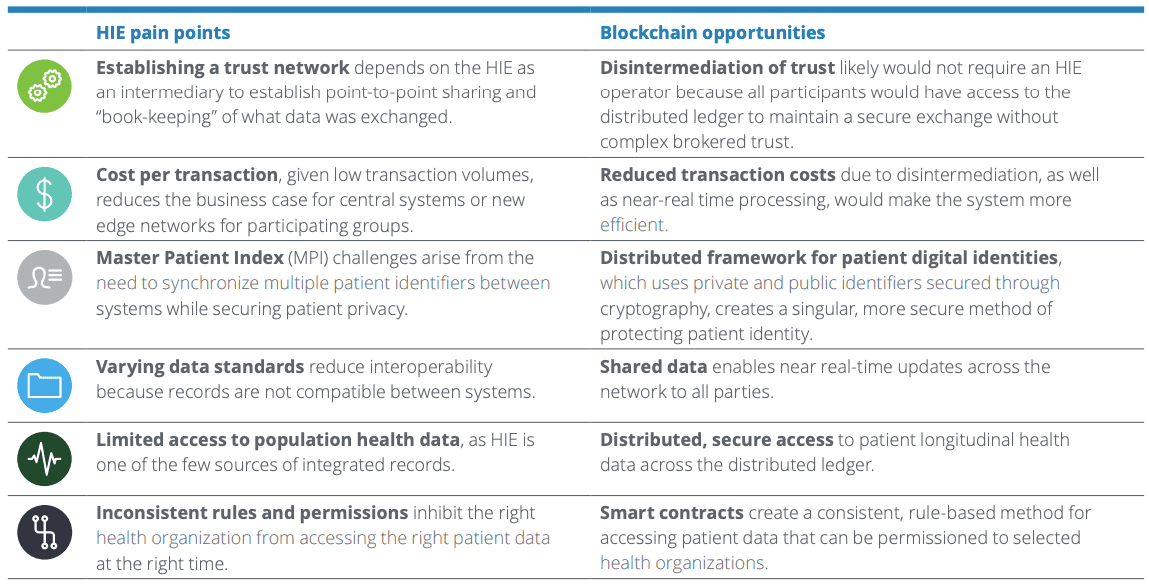 HIE pain points
Blockchain opportunities
Establishing a trust network depends on the HIE as
an intermediary to establish point-to-point sharing and
“book-keeping” of what data was exchanged.
Disintermediation of trust likely would not require an HIE
operator because all participants would have access to the
distributed ledger to maintain a secure exchange without
complex brokered trust.
$
Cost per transaction, given low transaction volumes,
reduces the business case for central systems or new
edge networks for participating groups.
Reduced transaction costs due to disintermediation, as well
as near-real time processing, would make the system more
efficient.
Master Patient Index (MPI) challenges arise from the
need to synchronize multiple patient identifiers between
systems while securing patient privacy.
Distributed framework for patient digital identities,
which uses private and public identifiers secured through
cryptography, creates a singular, more secure method of
protecting patient identity.
Varying data standards reduce interoperability
because records are not compatible between systems.
Shared data enables near real-time updates across the
network to all parties.
Limited access to population health data, as HIE is
one of the few sources of integrated records.
Distributed, secure access to patient longitudinal health
data across the distributed ledger.
Inconsistent rules and permissions inhibit the right
health organization from accessing the right patient data
at the right time.
Smart contracts create a consistent, rule-based method for
accessing patient data that can be permissioned to selected
health organizations.